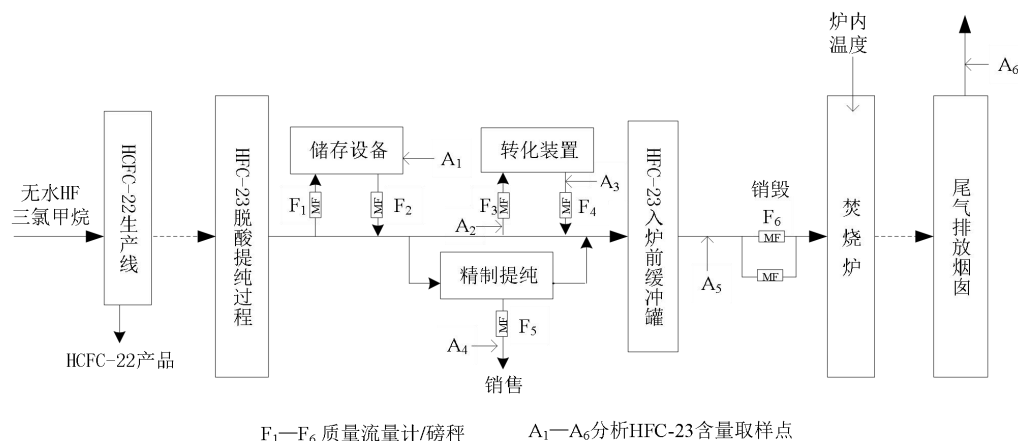 炉内
温度
A₆
储存设备
A₁
转化装置
A₃
HCFC-22生产线
HFC-23脱酸提纯过程
F₁
MF
MF
F₂
F₃
MF
MF
F₄
A₂
HFC-23入炉前缓冲罐
销毁
F₆
MF
MF
焚烧炉
尾气排放烟囱
无水HF
三氯甲烷
精制提纯
A₅
MF
F₅
A₄
HCFC-22产品
销售
F₁—F₆ 质量流量计/磅秤
A₁—A₆分析HFC-23含量取样点